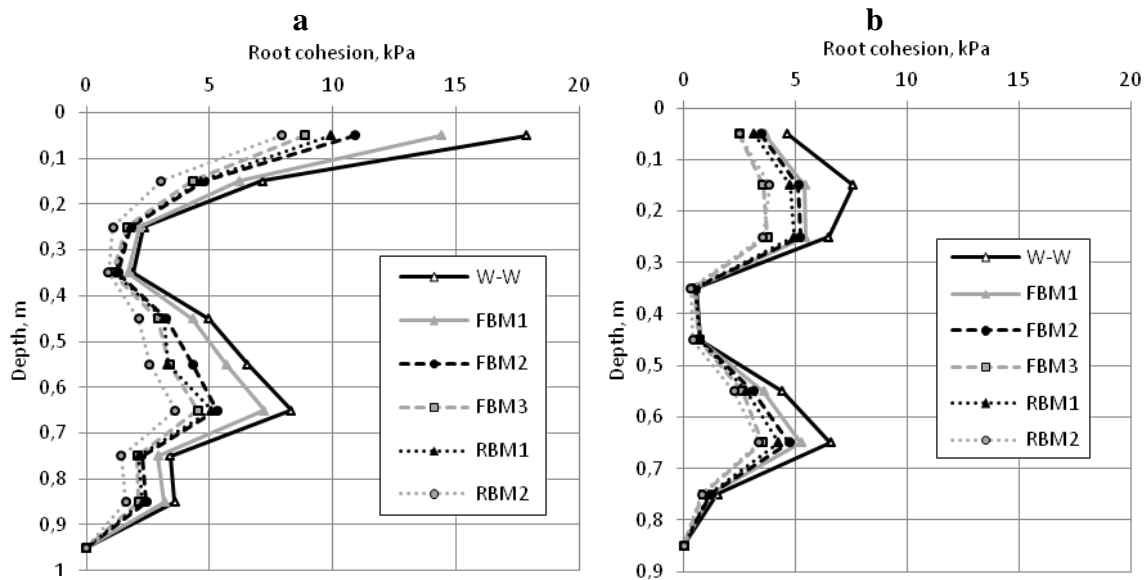 a
Root cohesion, kPa
0 5 10 15 20
0
0,1
0,2
0,3
0,4
0,5
0,6
0,7
0,8
0,9
1
Depth, m
W-W
FBM1
FBM2
FBM3
RBM1
RBM2
b
Root cohesion, kPa
0 5 10 15 20
0
0,1
0,2
0,3
0,4
0,5
0,6
0,7
0,8
0,9
Depth, m
W-W
FBM1
FBM2
FBM3
RBM1
RBM2